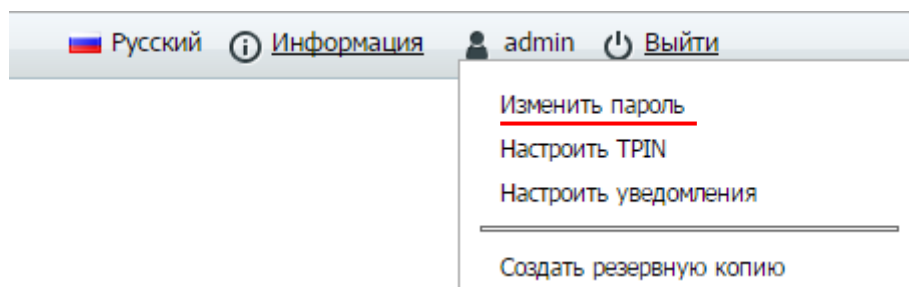 Русский Информация admin Выйти
Изменить пароль
Настроить TPIN
Настроить уведомления
Создать резервную копию